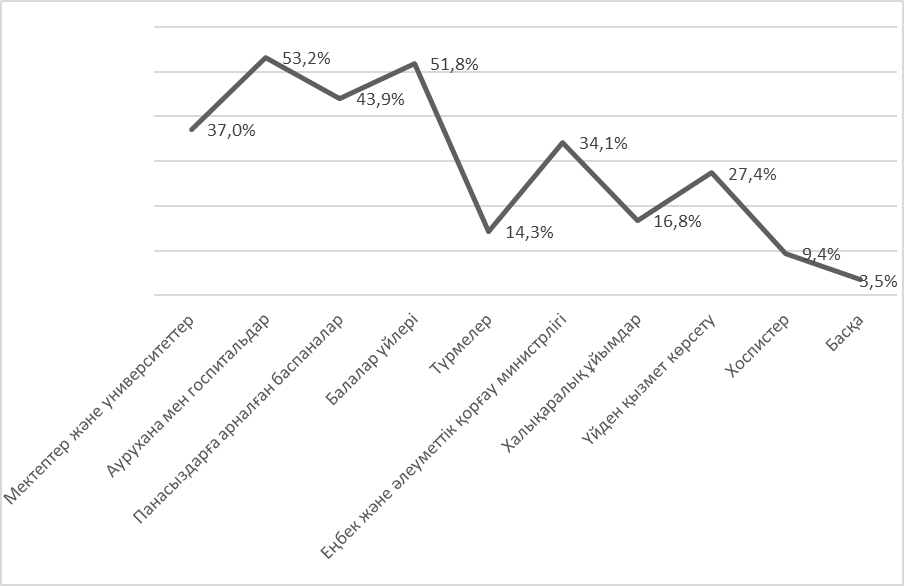 53,2%
51,8%
43,9%
37,0%
34,1%
27,4%
14,3%
16,8%
9,4%
3,5%
Мектептер және университеттер
Аурухана мен госпитальдар
Панасыздарға арналған баспаналар
Балалар үйлері
Түрмелер
Еңбек және әлеуметтік қорғау министрлігі
Халықаралық ұйымдар
Үйден қызмет көрсету
Хоспистер
Басқа